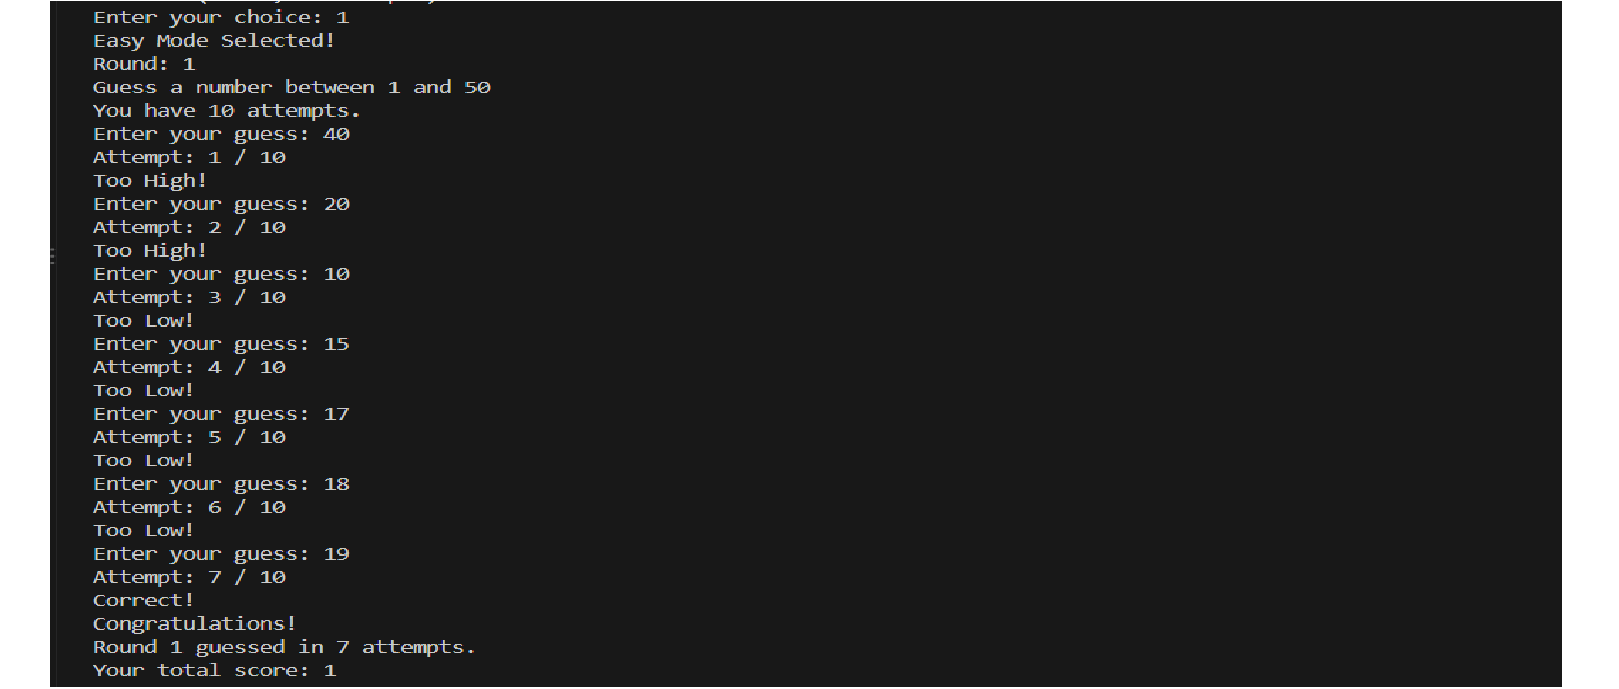 Enter your choice: 1
Easy Mode Selected!
Round: 1
Guess a number between 1 and 50
You have 10 attempts.
Enter your guess: 40
Attempt: 1 / 10
Too High!
Enter your guess: 20
Attempt: 2 / 10
Too High!
Enter your guess: 10
Attempt: 3 / 10
Too Low!
Enter your guess: 15
Attempt: 4 / 10
Too Low!
Enter your guess: 17
Attempt: 5 / 10
Too Low!
Enter your guess: 18
Attempt: 6 / 10
Too Low!
Enter your guess: 19
Attempt: 7 / 10
Correct!
Congratulations!
Round 1 guessed in 7 attempts.
Your total score: 1